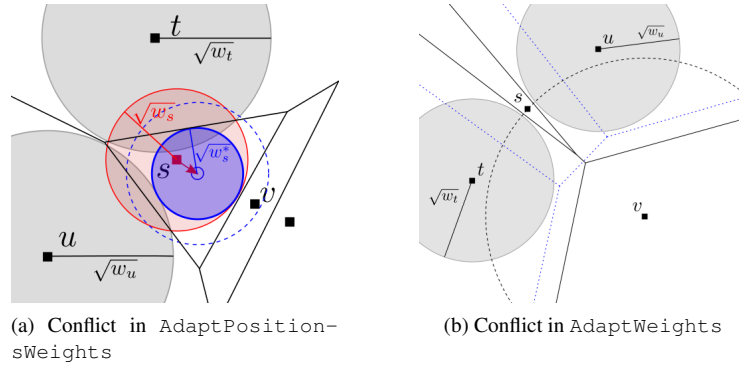 t
√w_t
√w_s
√w_s*
s
v
u
√w_u
u
√w_u
s
t
√w_t
v
(a) Conflict in AdaptPosition-
sWeights
(b) Conflict in AdaptWeights